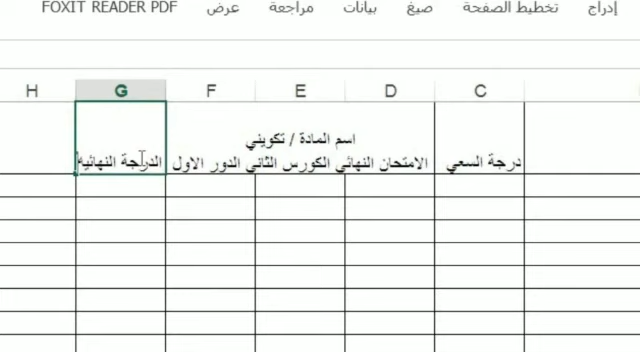 إدراج تخطيط الصفحة صيغ بيانات مراجعة عرض FOXIT READER PDF
C D E F G H
اسم المادة / تكويني
درجة السعي الامتحان النهائي الكورس الثاني الدور الاول الدرجة النهائية